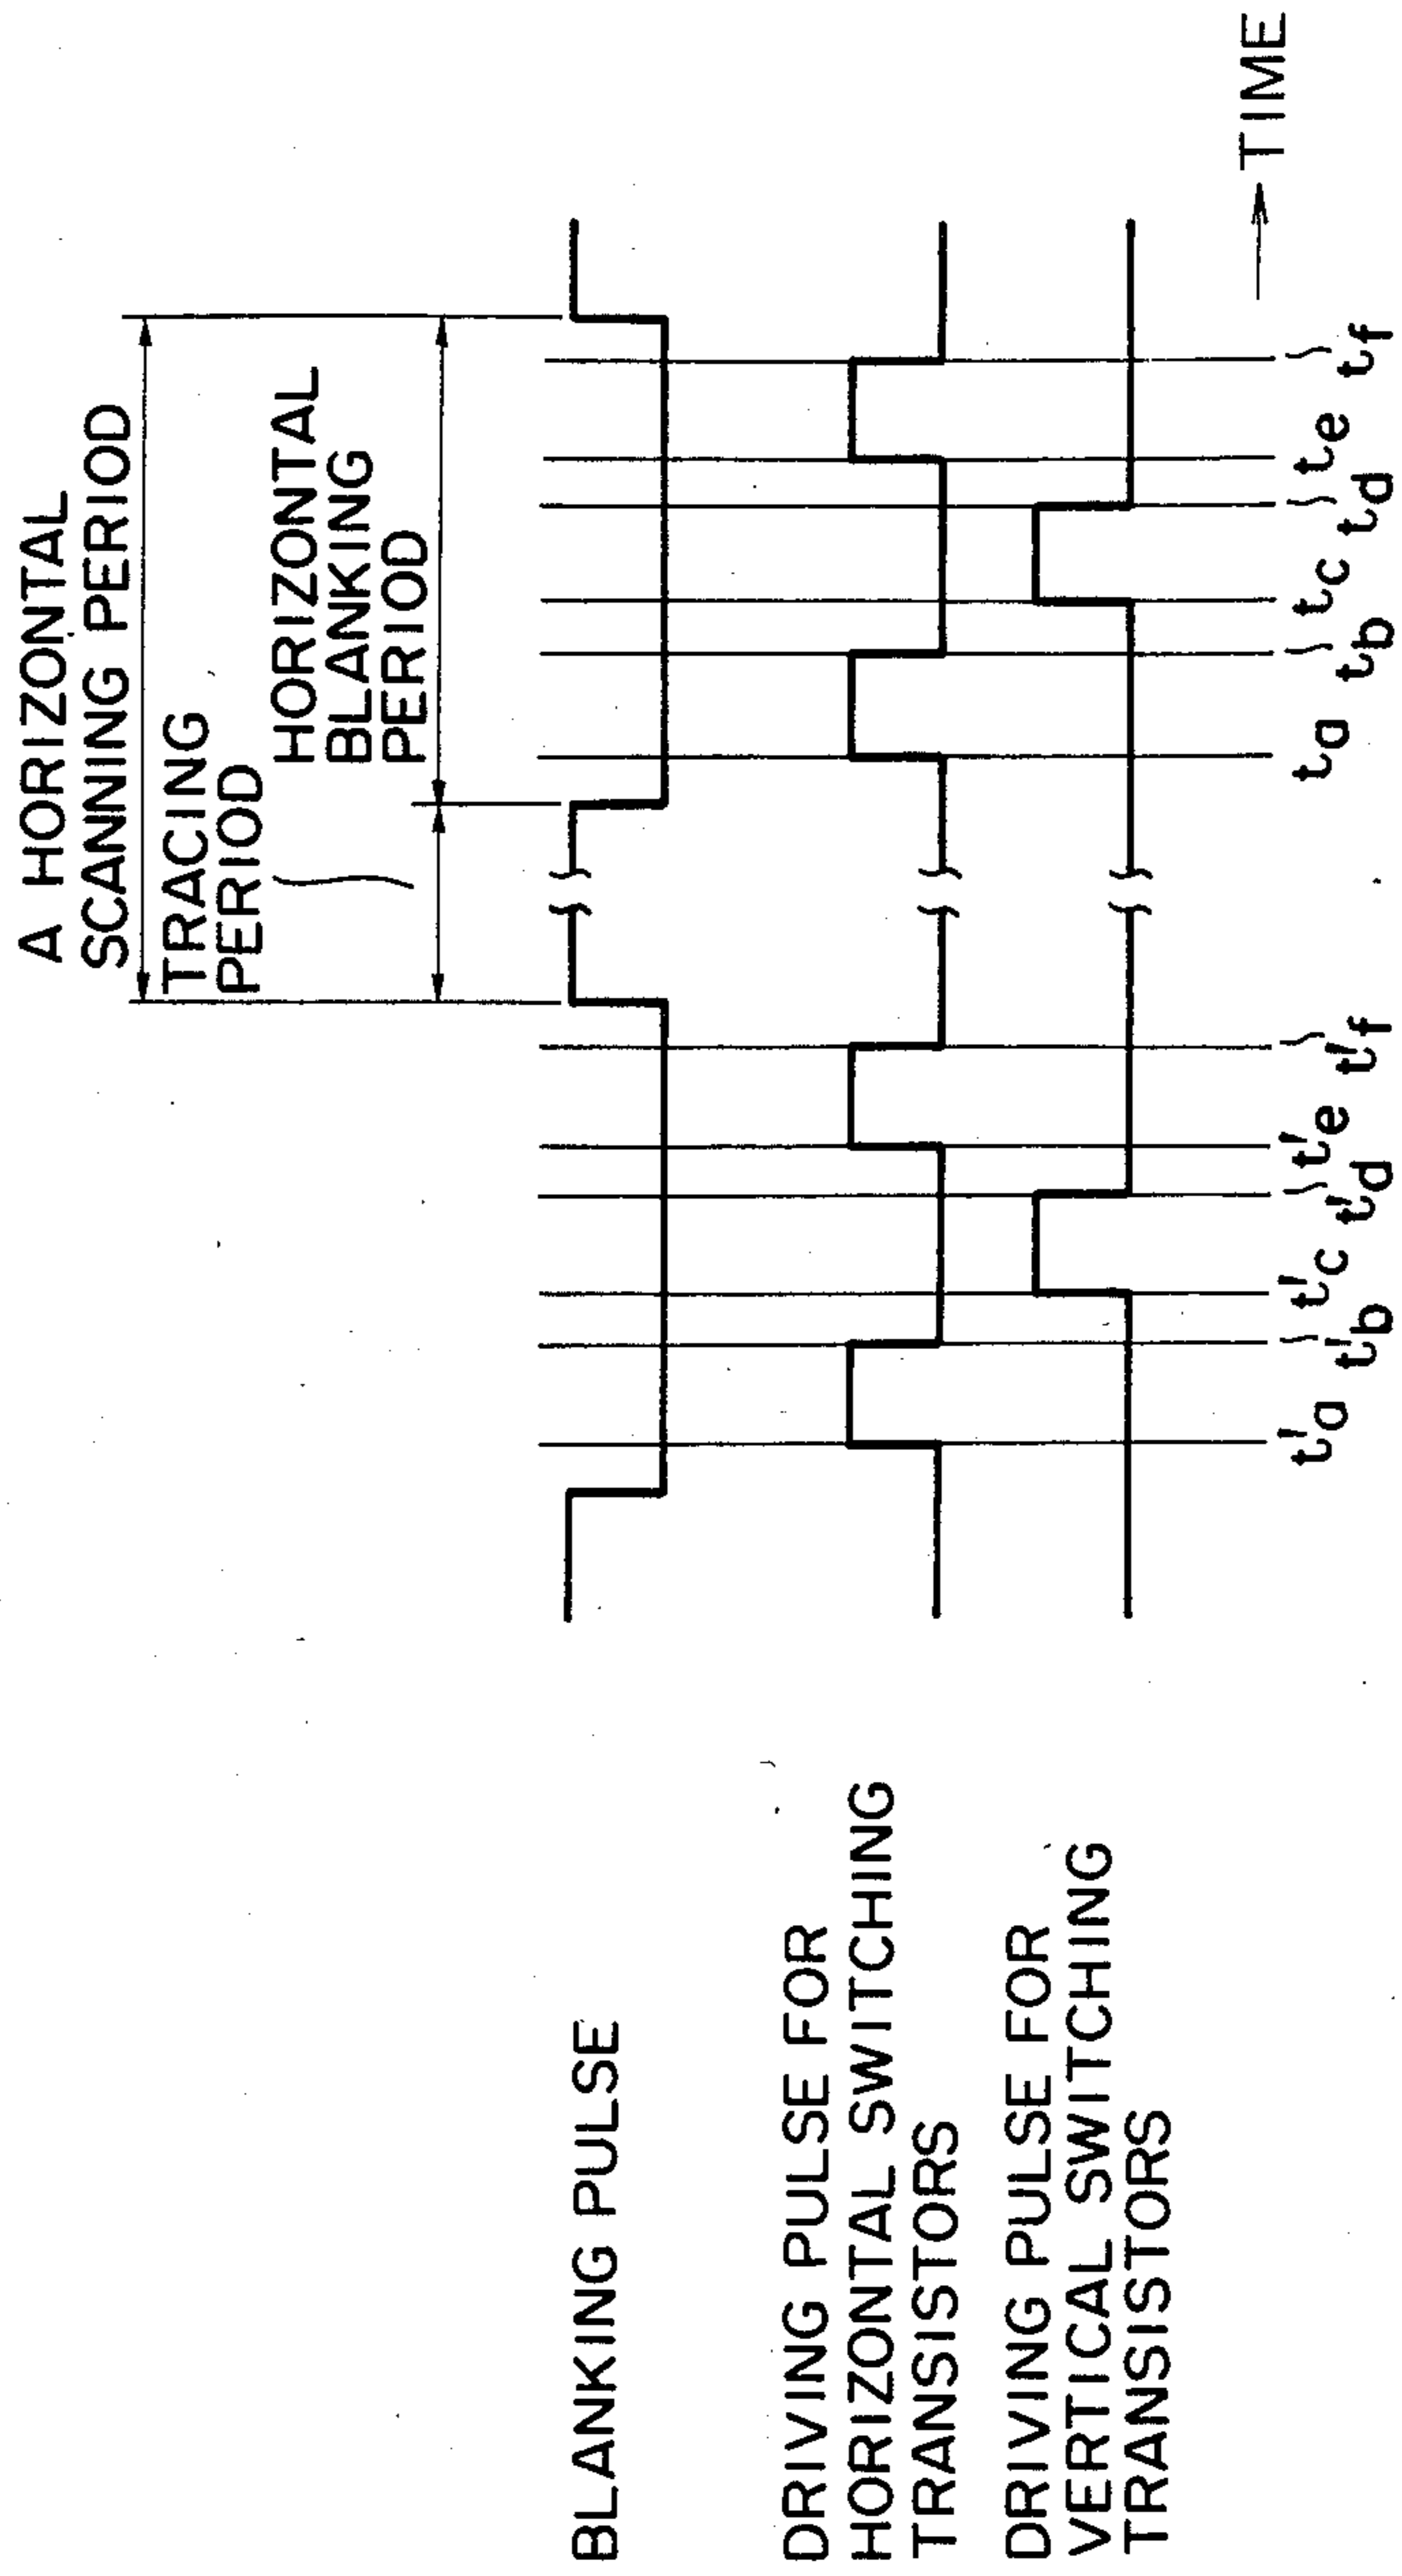 A HORIZONTAL
SCANNING PERIOD
TRACING
PERIOD
HORIZONTAL
BLANKING
PERIOD
BLANKING PULSE
DRIVING PULSE FOR
HORIZONTAL SWITCHING
TRANSISTORS
DRIVING PULSE FOR
VERTICAL SWITCHING
TRANSISTORS
t'a t'b t'c t'd t'e t'f ta tb tc td te tf
TIME